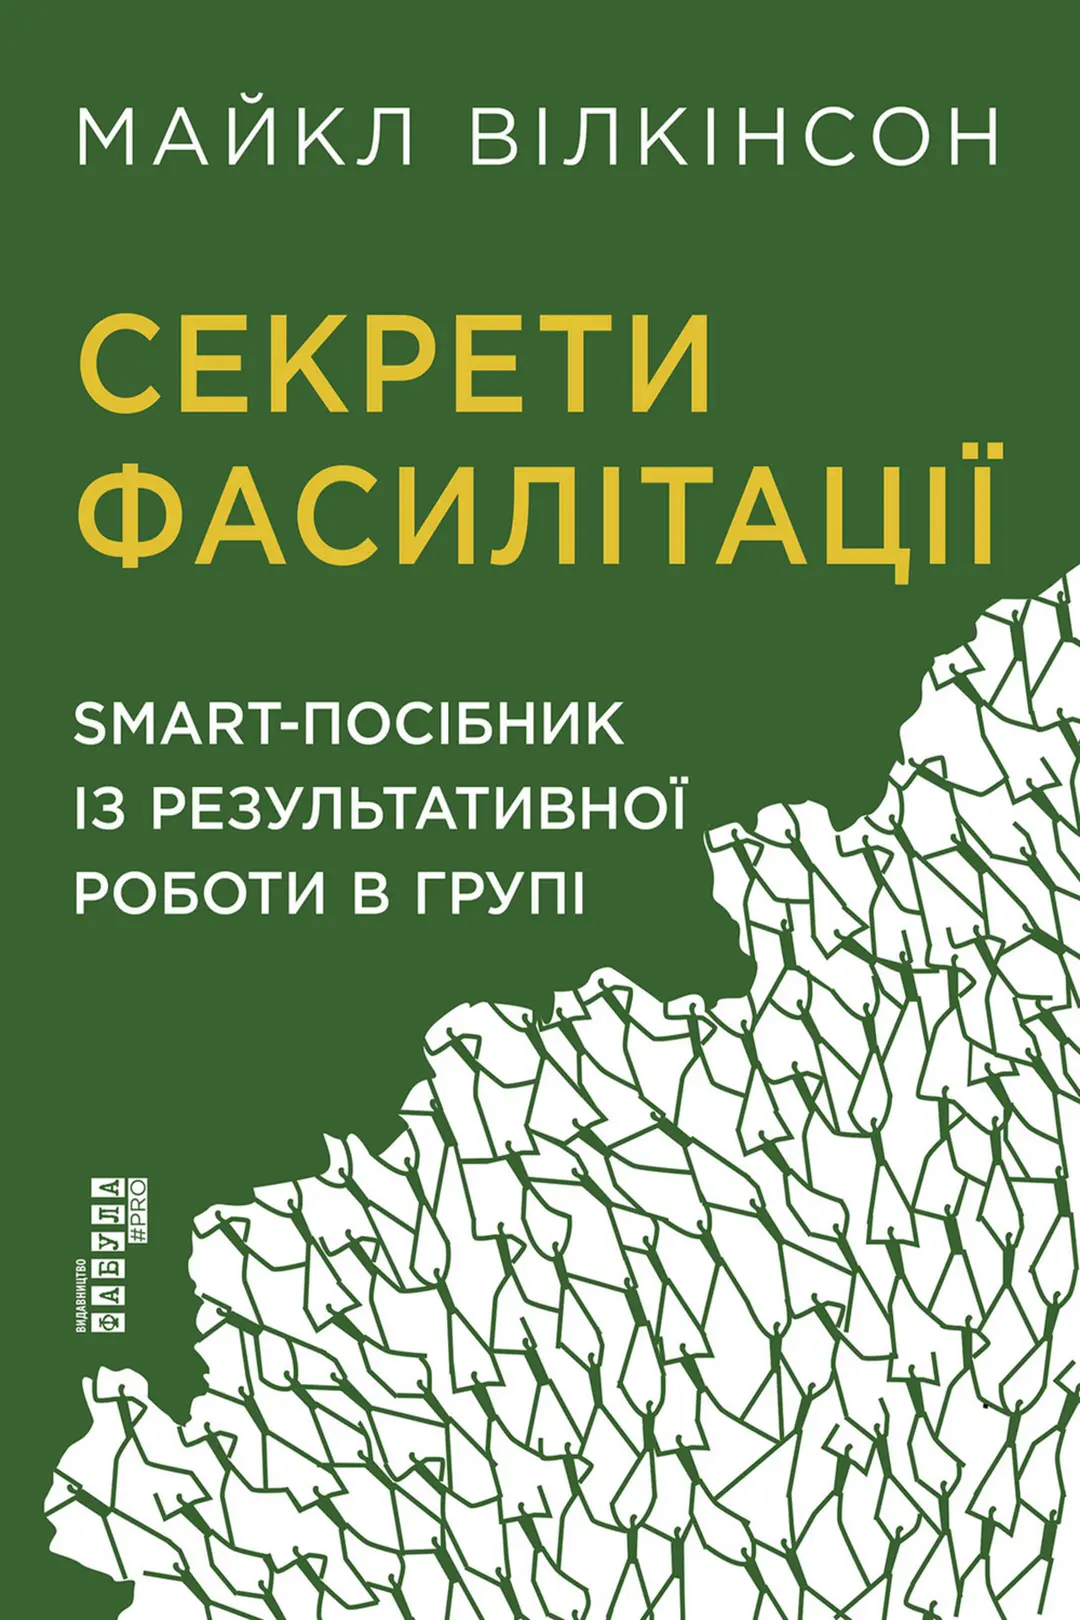 МАЙКЛ ВІЛКІНСОН
СЕКРЕТИ
ФАСИЛІТАЦІЇ
SMART-ПОСІБНИК
ІЗ РЕЗУЛЬТАТИВНОЇ
РОБОТИ В ГРУПІ
ВИДАВНИЦТВО
ФАБУЛА
#PRO